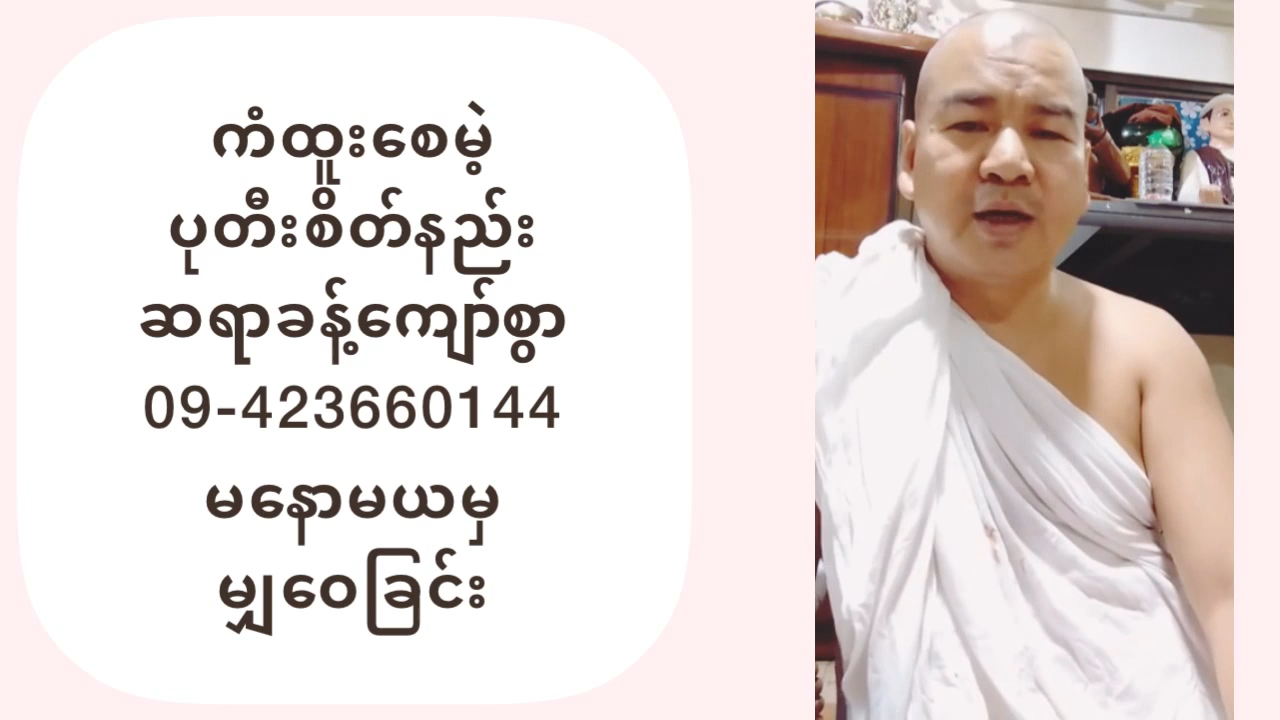 ကံထူးစေမဲ့
ပုတီးစိတ်နည်း
ဆရာခန့်ကျော်စွာ
09-423660144
မနောမယမှ
မျှဝေခြင်း